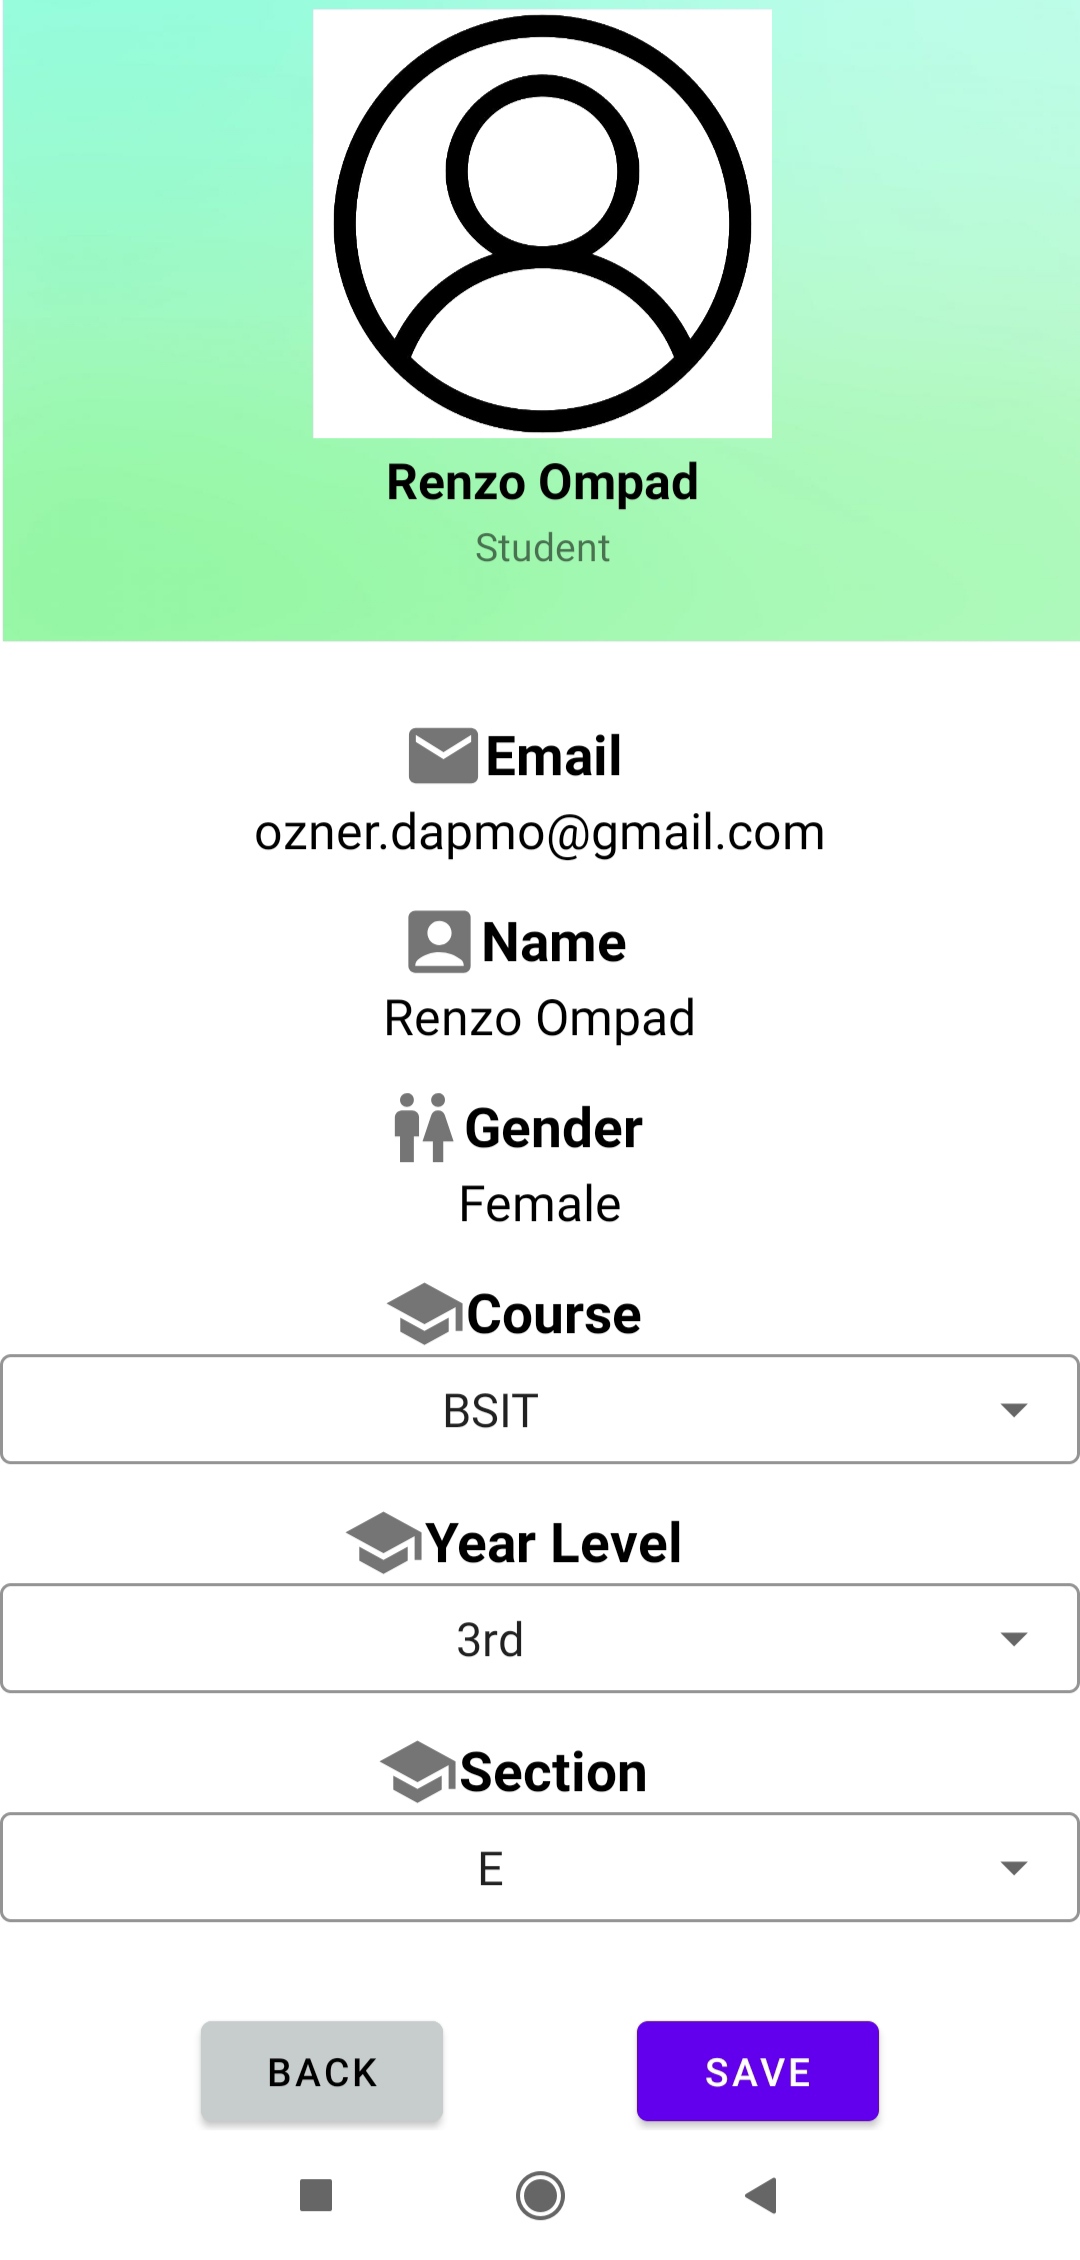 Renzo Ompad
Student
Email
ozner.dapmo@gmail.com
Name
Renzo Ompad
Gender
Female
Course
BSIT
Year Level
3rd
Section
E
BACK
SAVE